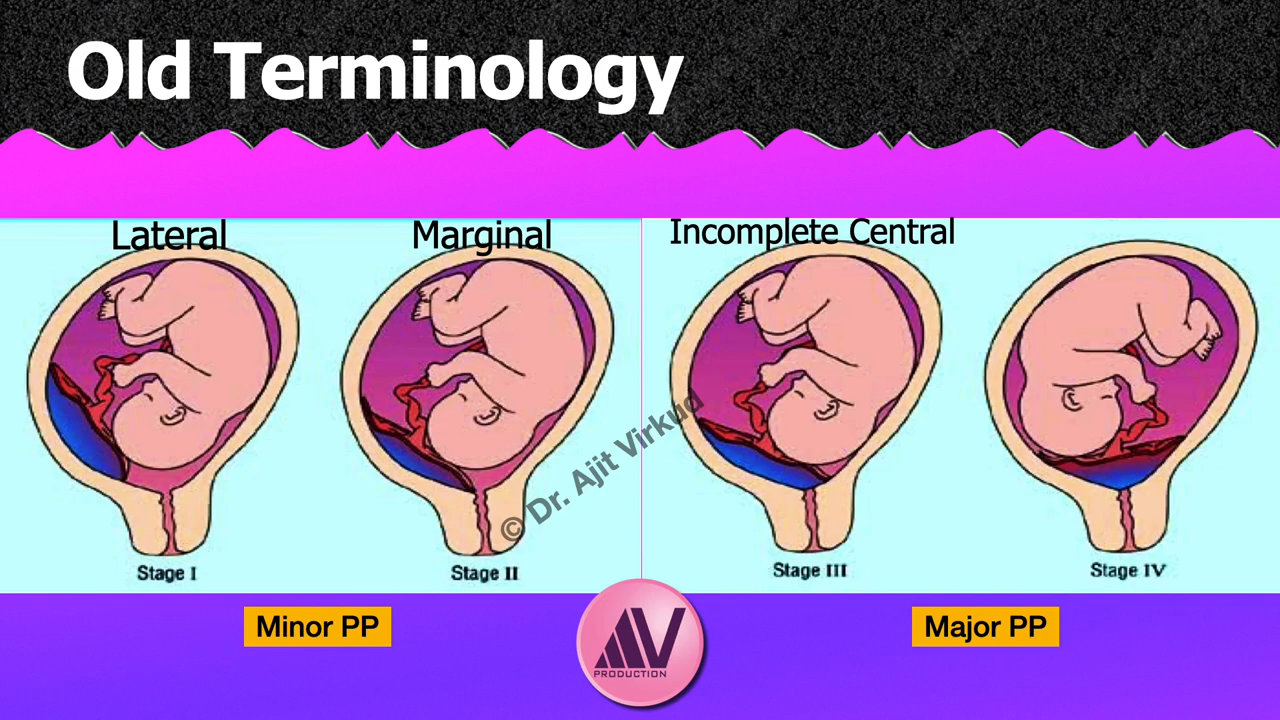 Old Terminology
Lateral
Marginal
Incomplete Central
© Dr. Ajit Virkud
Stage I
Stage II
Stage III
Stage IV
Minor PP
Major PP
AV
PRODUCTION